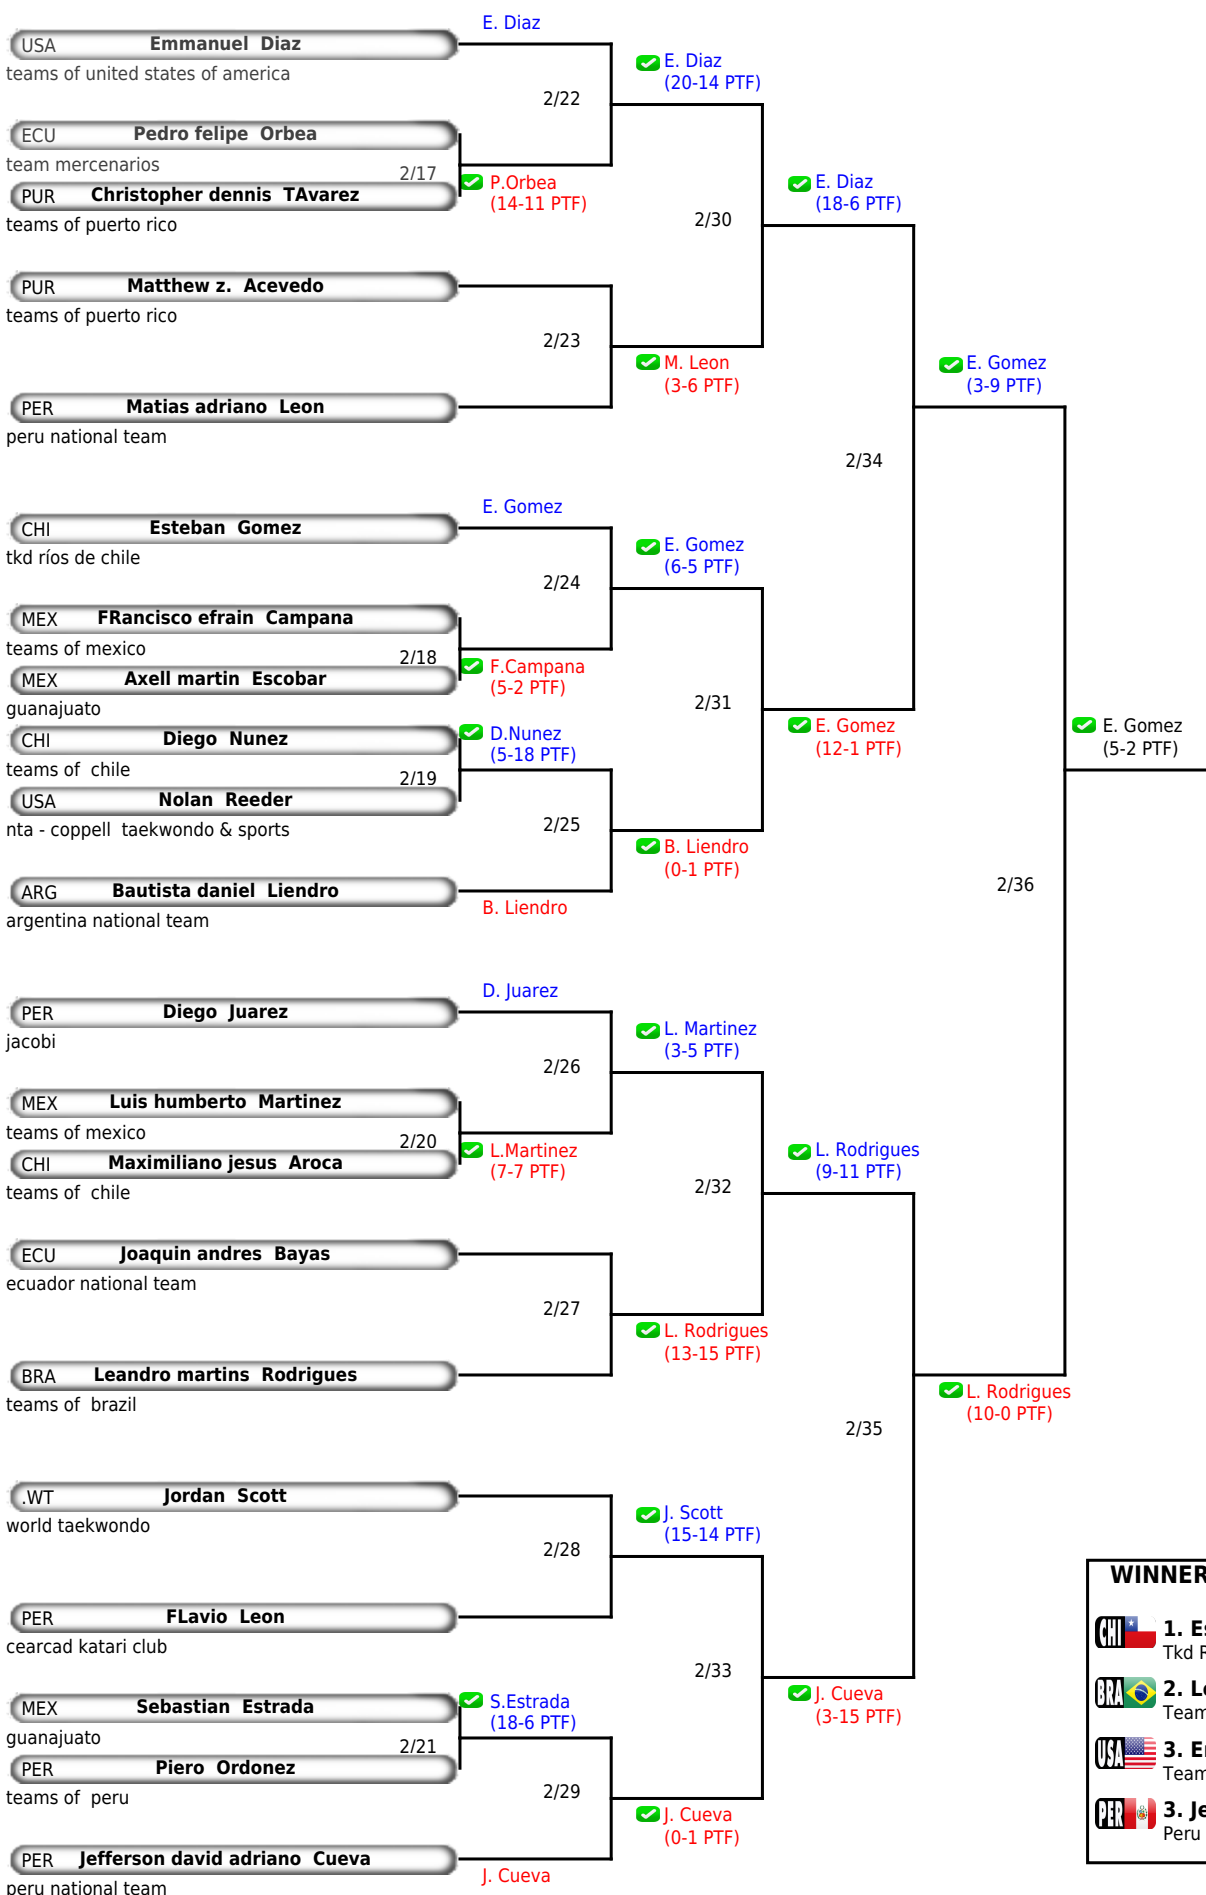 E. Diaz
USA Emmanuel Diaz
teams of united states of america
E. Diaz
(20-14 PTF)
2/22
ECU Pedro felipe Orbea
team mercenarios
2/17
P.Orbea
(14-11 PTF)
PUR Christopher dennis TAvarez
teams of puerto rico
E. Diaz
(18-6 PTF)
2/30
PUR Matthew z. Acevedo
teams of puerto rico
2/23
M. Leon
(3-6 PTF)
E. Gomez
(3-9 PTF)
PER Matias adriano Leon
peru national team
2/34
E. Gomez
CHI Esteban Gomez
tkd ríos de chile
E. Gomez
(6-5 PTF)
2/24
MEX FRancisco efrain Campana
teams of mexico
2/18
F.Campana
(5-2 PTF)
MEX Axell martin Escobar
guanajuato
2/31
E. Gomez
(12-1 PTF)
E. Gomez
(5-2 PTF)
CHI Diego Nunez
D.Nunez
(5-18 PTF)
teams of chile
2/19
USA Nolan Reeder
nta - coppell taekwondo & sports
2/25
B. Liendro
(0-1 PTF)
ARG Bautista daniel Liendro
argentina national team
B. Liendro
2/36
D. Juarez
PER Diego Juarez
jacobi
L. Martinez
(3-5 PTF)
2/26
MEX Luis humberto Martinez
teams of mexico
2/20
L.Martinez
(7-7 PTF)
CHI Maximiliano jesus Aroca
teams of chile
L. Rodrigues
(9-11 PTF)
2/32
ECU Joaquin andres Bayas
ecuador national team
2/27
L. Rodrigues
(13-15 PTF)
BRA Leandro martins Rodrigues
teams of brazil
L. Rodrigues
(10-0 PTF)
2/35
.WT Jordan Scott
world taekwondo
J. Scott
(15-14 PTF)
2/28
PER FLavio Leon
cearcad katari club
2/33
J. Cueva
(3-15 PTF)
MEX Sebastian Estrada
S.Estrada
(18-6 PTF)
guanajuato
2/21
PER Piero Ordonez
teams of peru
2/29
J. Cueva
(0-1 PTF)
PER Jefferson david adriano Cueva
peru national team
J. Cueva
WINNER
CHI 1. Es
Tkd R
BRA 2. Le
Team
USA 3. En
Team
PER 3. Je
Peru